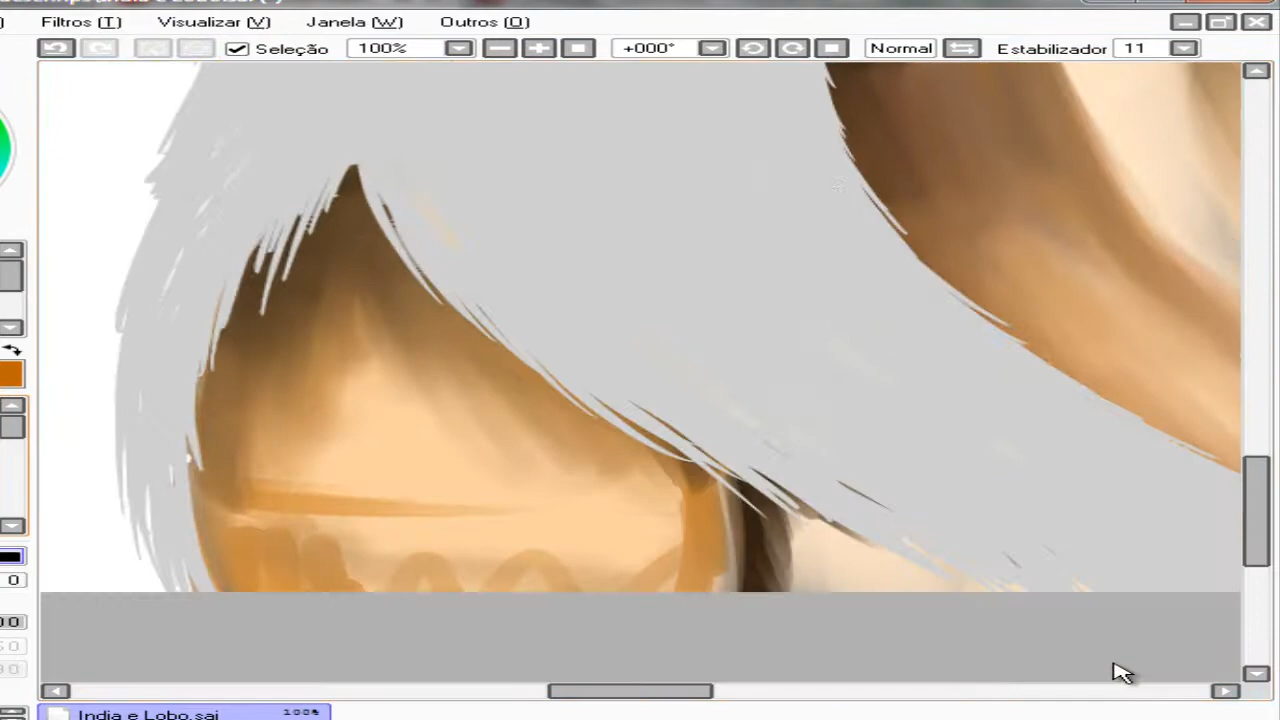 Filtros (T) Visualizar (V) Janela (W) Outros (O)
Seleção 100% +000° Normal Estabilizador 11
0
India e Lobo.sai 100%